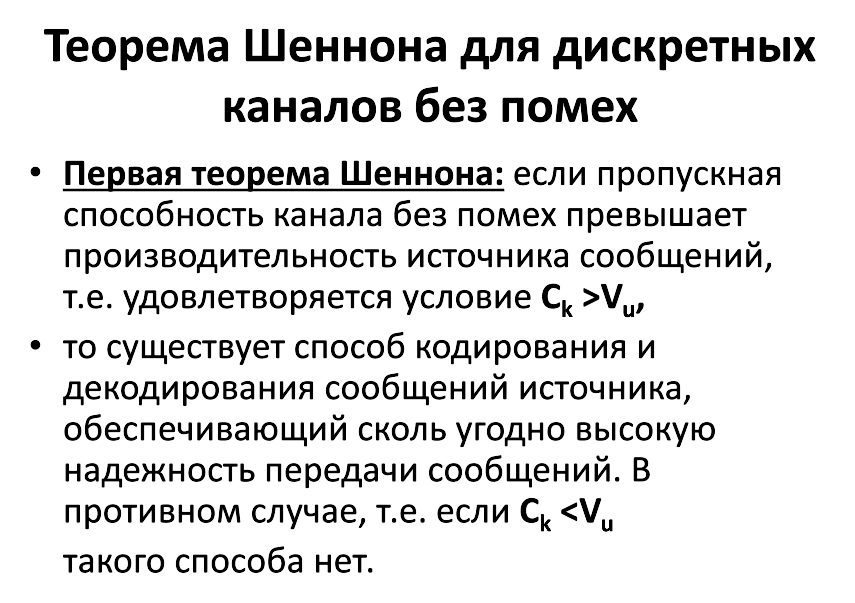 Теорема Шеннона для дискретных
каналов без помех
• Первая теорема Шеннона: если пропускная
способность канала без помех превышает
производительность источника сообщений,
т.е. удовлетворяется условие Ck >Vu,
• то существует способ кодирования и
декодирования сообщений источника,
обеспечивающий сколь угодно высокую
надежность передачи сообщений. В
противном случае, т.е. если Ck <Vu
такого способа нет.